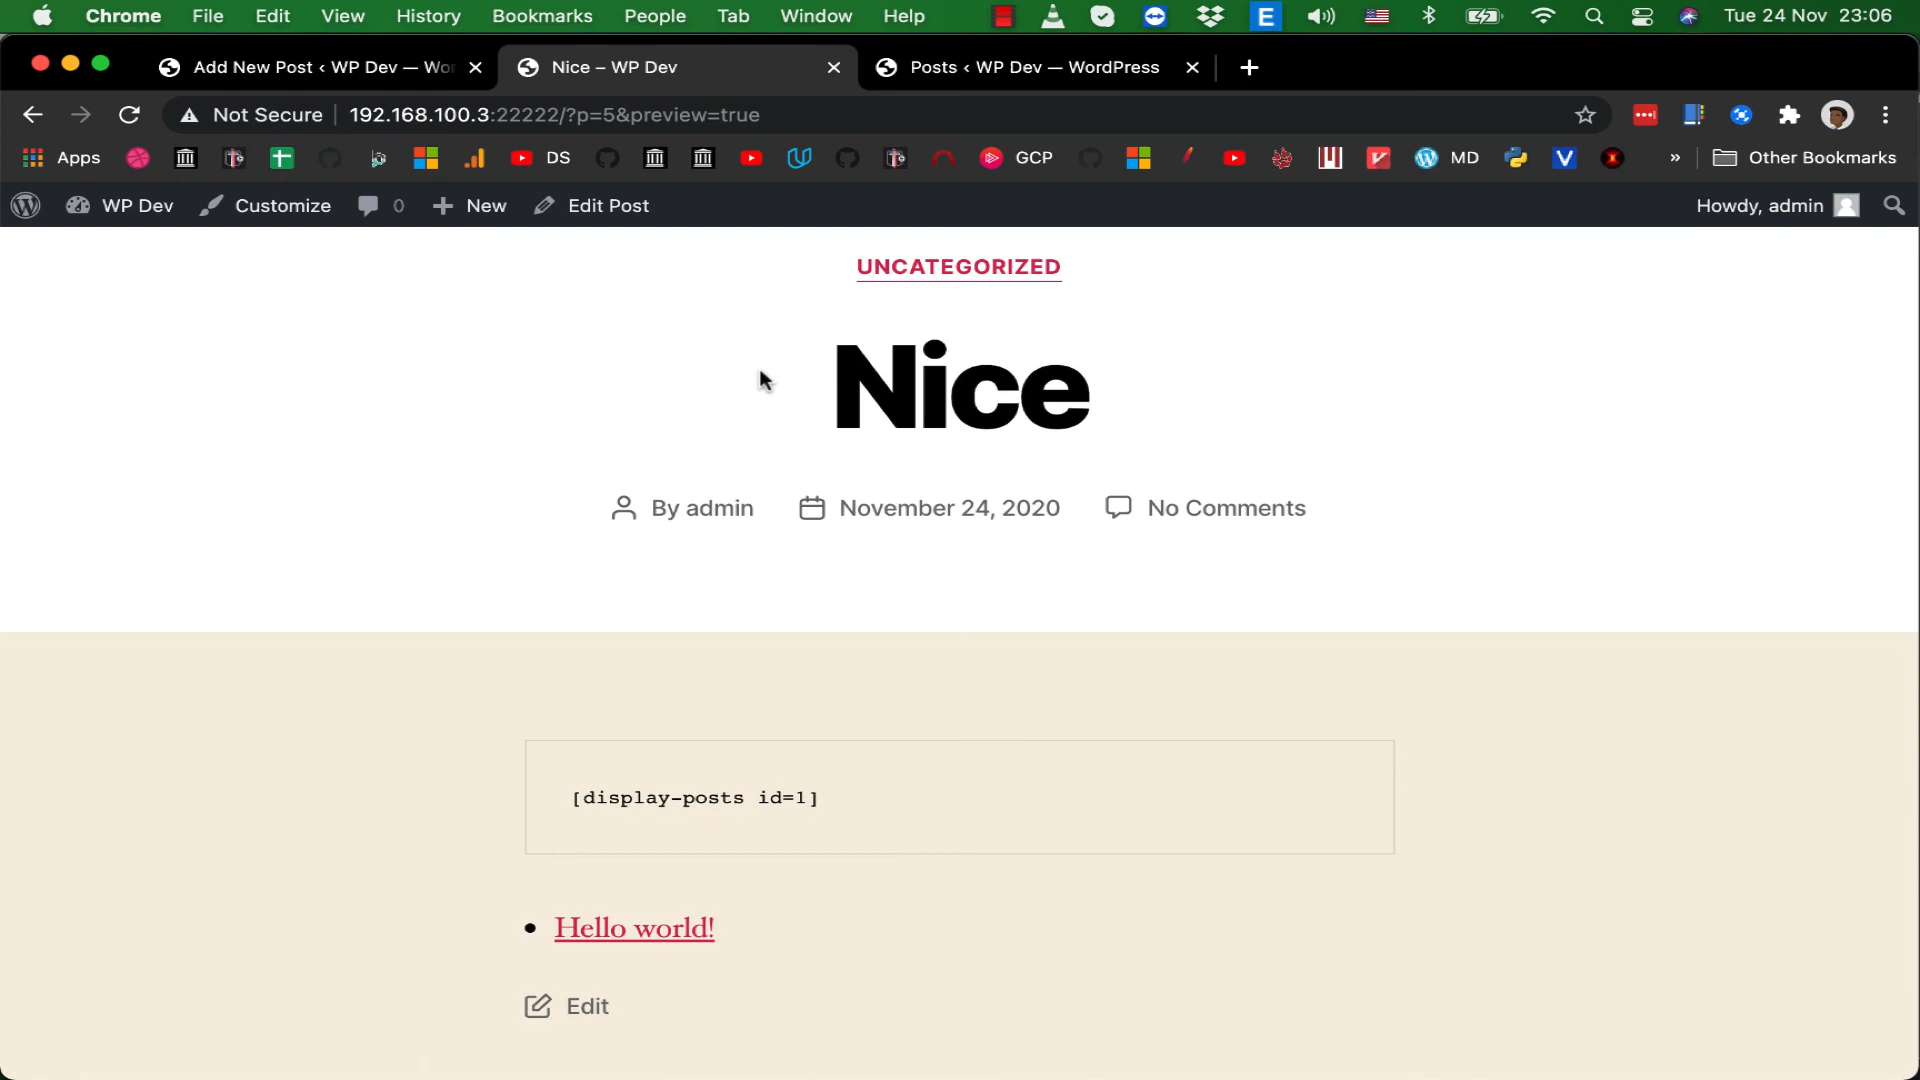 Chrome File Edit View History Bookmarks People Tab Window Help E Tue 24 Nov 23:06
Add New Post ‹ WP Dev — Wor Nice – WP Dev Posts ‹ WP Dev — WordPress
Not Secure 192.168.100.3:22222/?p=5&preview=true
Apps DS GCP MD V Other Bookmarks
WP Dev Customize 0 New Edit Post Howdy, admin
UNCATEGORIZED
Nice
By admin November 24, 2020 No Comments
[display-posts id=1]
Hello world!
Edit